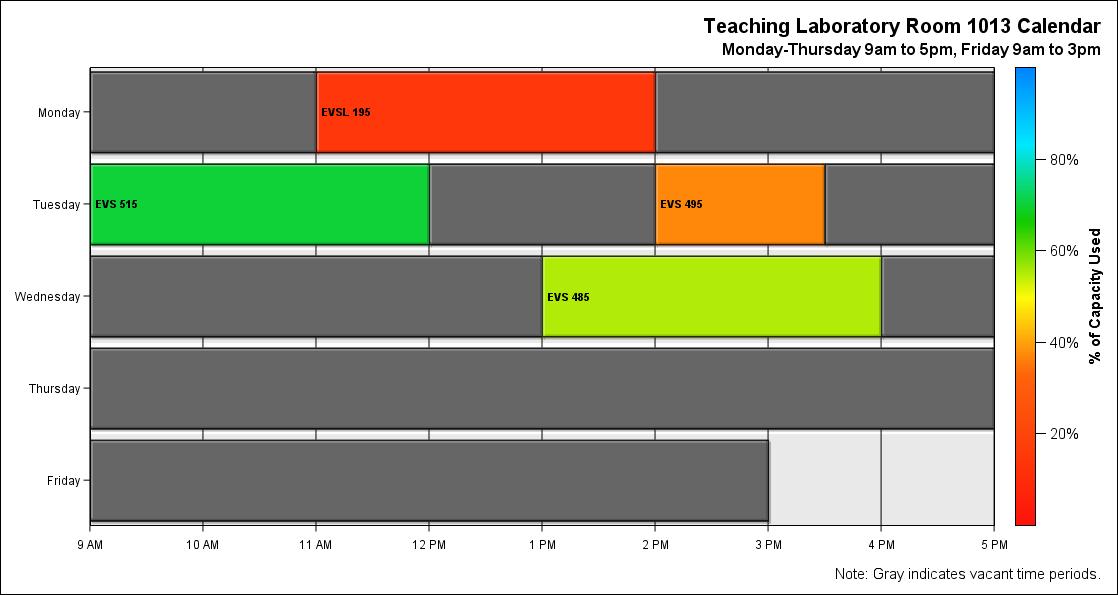 Teaching Laboratory Room 1013 Calendar
Monday-Thursday 9am to 5pm, Friday 9am to 3pm
Monday
EVSL 195
Tuesday
EVS 515
EVS 495
Wednesday
EVS 485
Thursday
Friday
80%
60%
40%
20%
% of Capacity Used
9 AM 10 AM 11 AM 12 PM 1 PM 2 PM 3 PM 4 PM 5 PM
Note: Gray indicates vacant time periods.